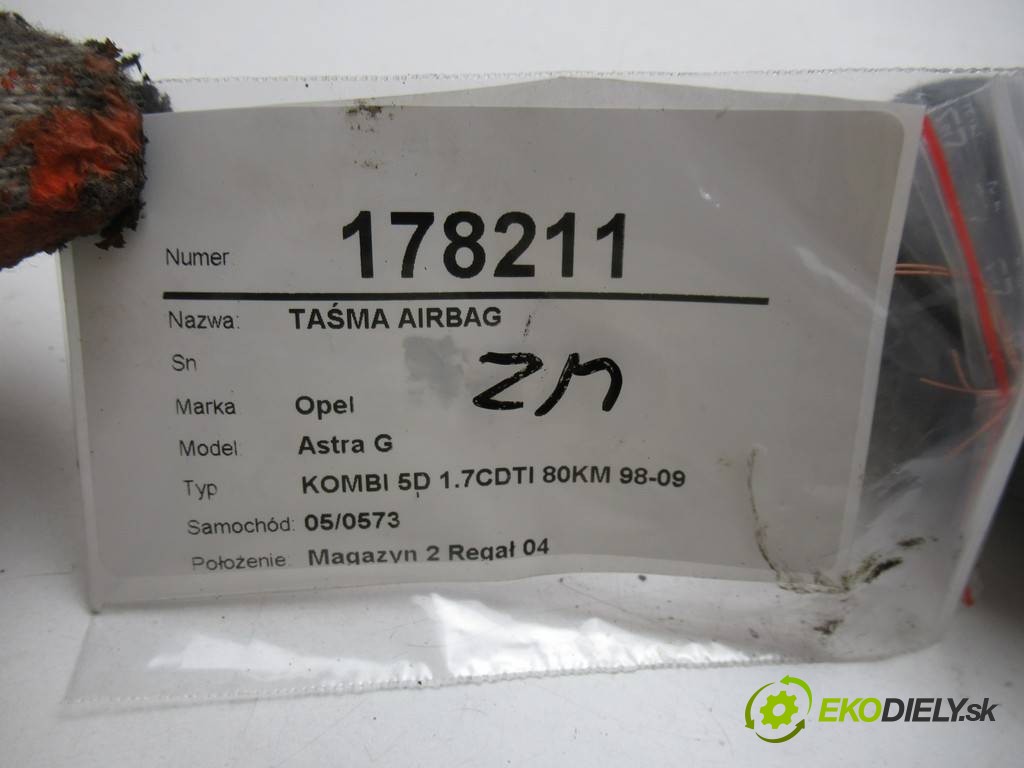 Numer 178211
Nazwa: TAŚMA AIRBAG
Sn
ZM
Marka Opel
Model: Astra G
Typ KOMBI 5D 1.7CDTI 80KM 98-09
Samochód: 05/0573
Położenie: Magazyn 2 Regał 04
EKODIELY.sk